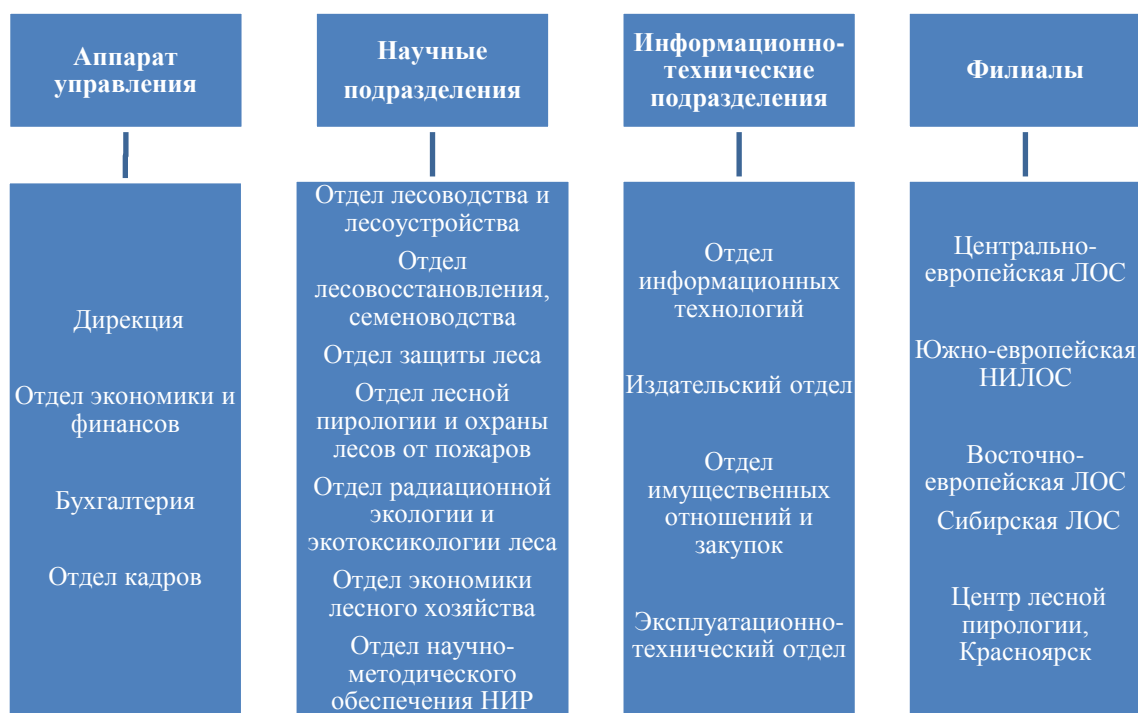 Аппарат
управления
Научные
подразделения
Информационно-
технические
подразделения
Филиалы
Дирекция
Отдел экономики и
финансов
Бухгалтерия
Отдел кадров
Отдел лесоводства и
лесоустройства
Отдел
лесовосстановления,
семеноводства
Отдел защиты леса
Отдел лесной
пирологии и охраны
лесов от пожаров
Отдел радиационной
экологии и
экотоксикологии леса
Отдел экономики
лесного хозяйства
Отдел научно-
методического
обеспечения НИР
Отдел
информационных
технологий
Издательский отдел
Отдел
имущественных
отношений и
закупок
Эксплуатационно-
технический отдел
Центрально-
европейская ЛОС
Южно-европейская
НИЛОС
Восточно-
европейская ЛОС
Сибирская ЛОС
Центр лесной
пирологии,
Красноярск